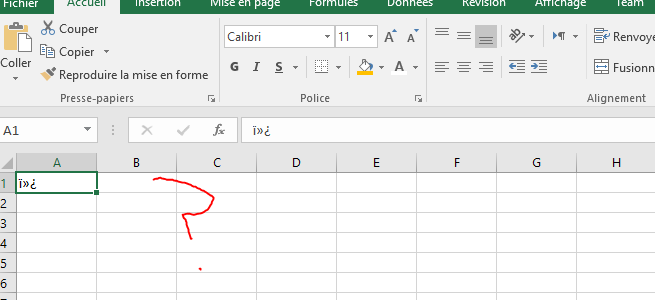 Fichier Accueil Insertion Mise en page Formules Données Révision Affichage Team
Couper
Copier
Reproduire la mise en forme
Coller
Calibri 11 A A
G I S A
ab
Renvoye
Fusionn
Presse-papiers Police Alignement
A1 fx ï»¿
A B C D E F G H
1 ï»¿
2
3
4
5
6
?